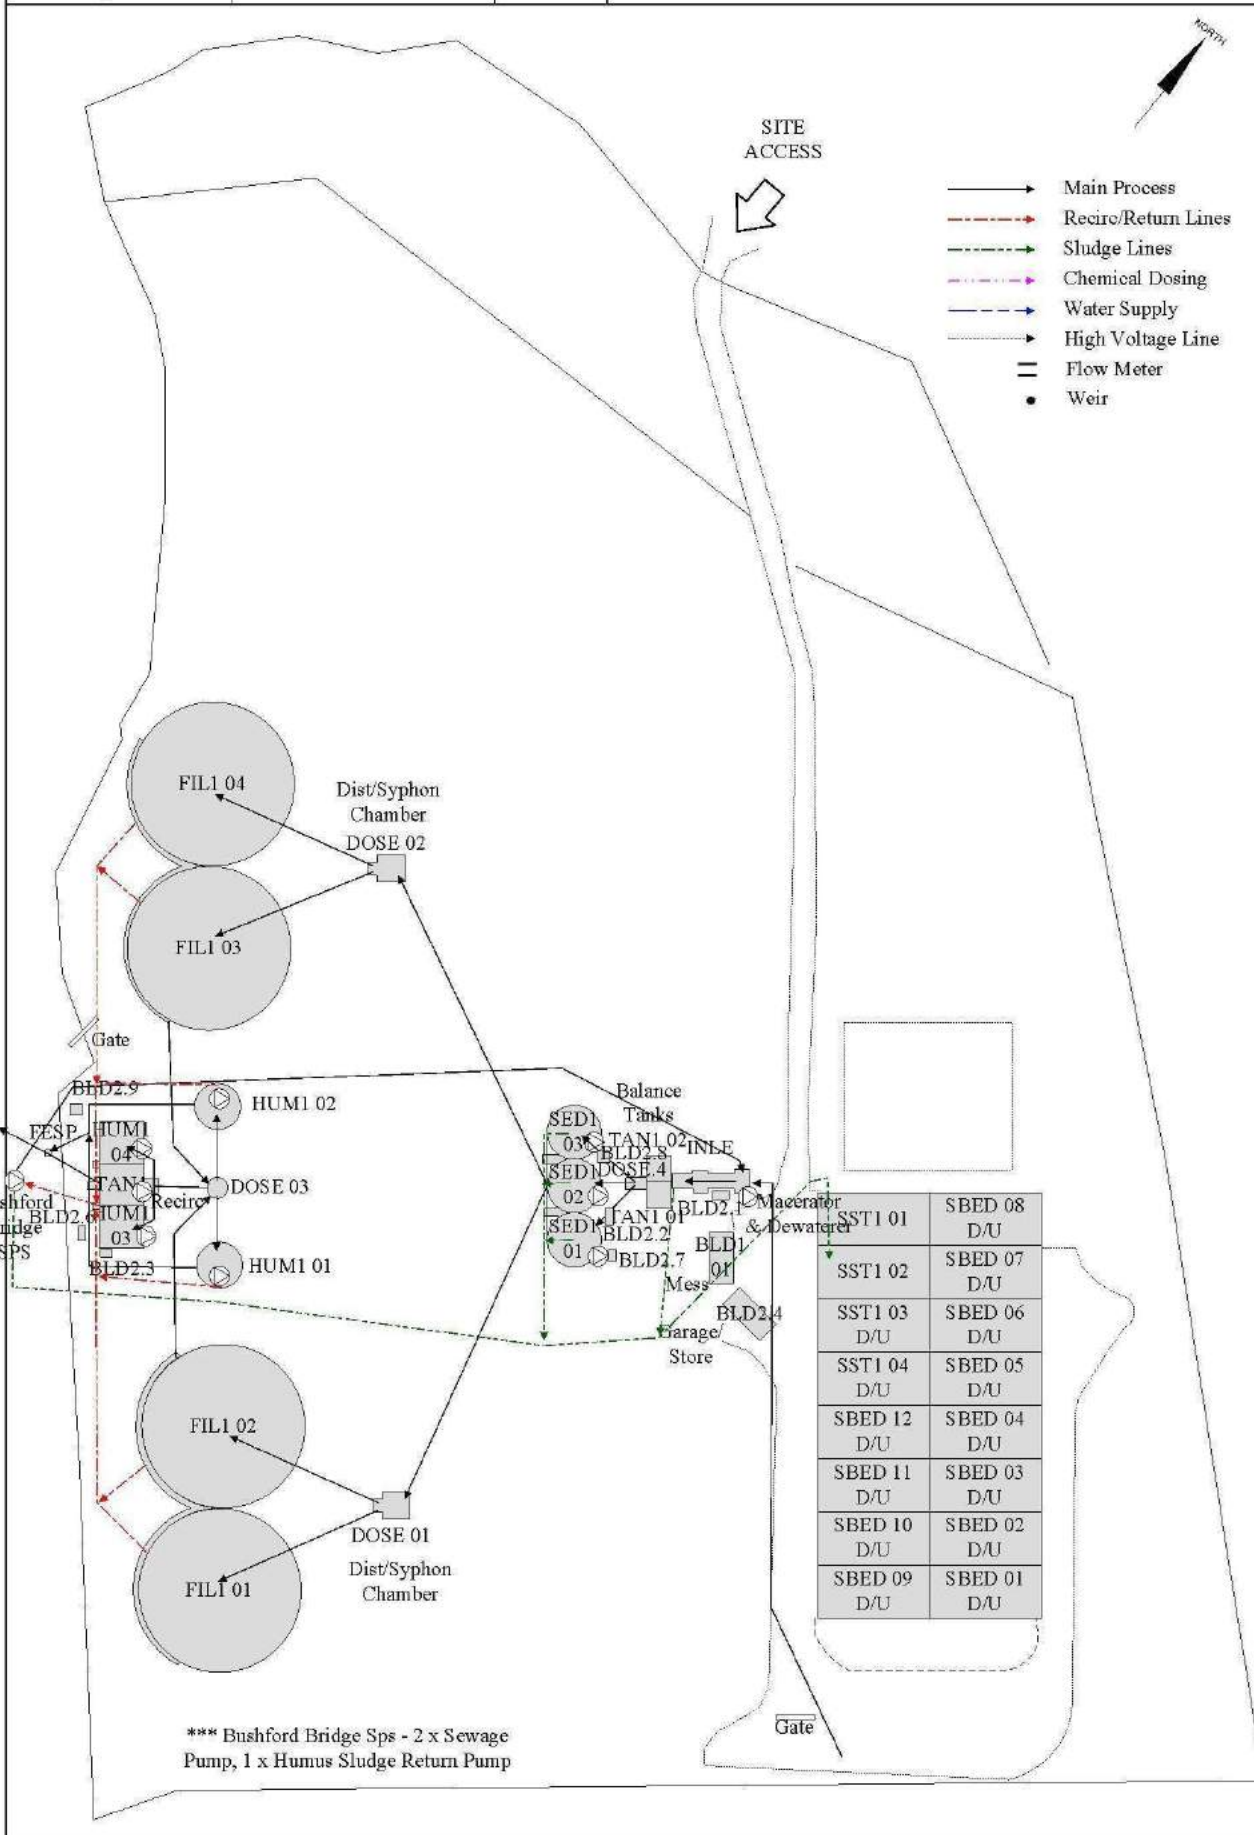 NORTH
SITE
ACCESS
Main Process
Recirc/Return Lines
Sludge Lines
Chemical Dosing
Water Supply
High Voltage Line
Flow Meter
Weir
FIL1 04
Dist/Syphon
Chamber
DOSE 02
FIL1 03
Gate
BLD2.9
HUM1 02
FESP
HUM1
04
TAN
Recirc
DOSE 03
HUM1
03
BLD2.3
HUM1 01
shford
idge
SPS
Balance
Tanks
SED1
03
TAN1 02
BLD2.8
INLE
SED1
02
DOSE.4
TAN1 01
BLD2.1
Macerator
& Dewaterer
SED1
01
BLD2.2
BLD2.7
BLD1
01
Mess
BLD2.4
Garage/
Store
SST1 01
SBED 08
D/U
SST1 02
SBED 07
D/U
SST1 03
D/U
SBED 06
D/U
SST1 04
D/U
SBED 05
D/U
SBED 12
D/U
SBED 04
D/U
SBED 11
D/U
SBED 03
D/U
SBED 10
D/U
SBED 02
D/U
SBED 09
D/U
SBED 01
D/U
FIL1 02
DOSE 01
Dist/Syphon
Chamber
FIL1 01
Gate
*** Bushford Bridge Sps - 2 x Sewage
Pump, 1 x Humus Sludge Return Pump